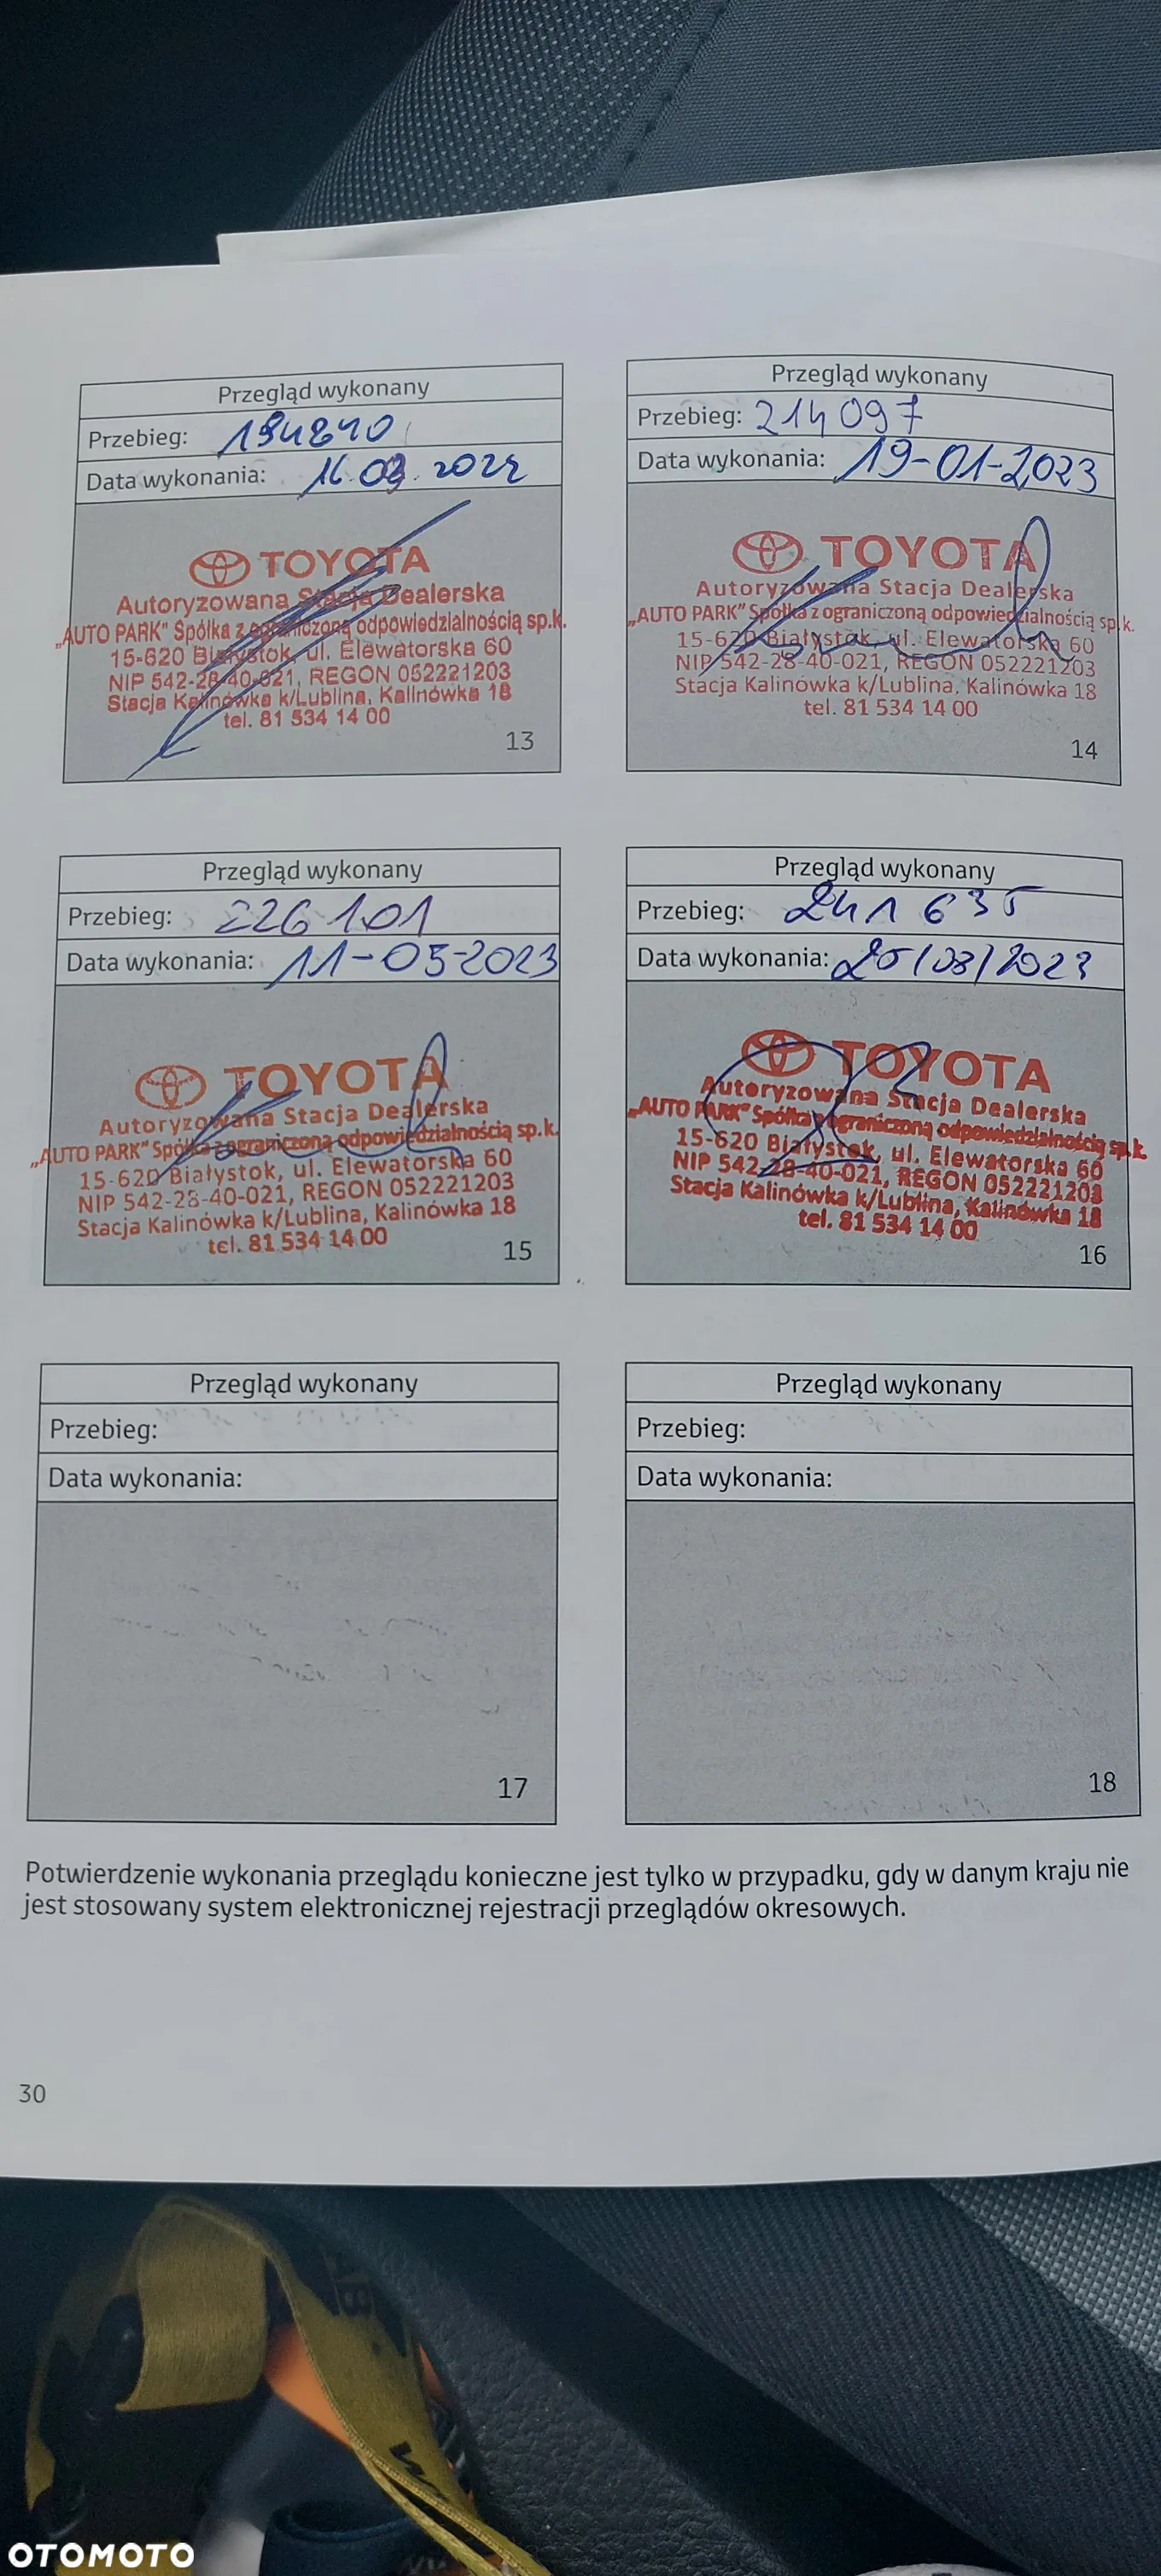 Przegląd wykonany
Przebieg: 194240
Data wykonania: 16.09.2022
TOYOTA
Autoryzowana Stacja Dealerska
„AUTO PARK" Spółka z ograniczoną odpowiedzialnością sp.k.
15-620 Białystok, ul. Elewatorska 60
NIP 542-28-40-021, REGON 052221203
Stacja Kalinówka k/Lublina, Kalinówka 18
tel. 81 534 14 00
13
Przegląd wykonany
Przebieg: 214097
Data wykonania: 19-01-2023
TOYOTA
Autoryzowana Stacja Dealerska
„AUTO PARK" Spółka z ograniczoną odpowiedzialnością sp.k.
15-620 Białystok, ul. Elewatorska 60
NIP 542-28-40-021, REGON 052221203
Stacja Kalinówka k/Lublina, Kalinówka 18
tel. 81 534 14 00
14
Przegląd wykonany
Przebieg: 226101
Data wykonania: 11-05-2023
TOYOTA
Autoryzowana Stacja Dealerska
„AUTO PARK" Spółka z ograniczoną odpowiedzialnością sp.k.
15-620 Białystok, ul. Elewatorska 60
NIP 542-28-40-021, REGON 052221203
Stacja Kalinówka k/Lublina, Kalinówka 18
tel. 81 534 14 00
15
Przegląd wykonany
Przebieg: 241 635
Data wykonania: 25/08/2023
TOYOTA
Autoryzowana Stacja Dealerska
„AUTO PARK" Spółka z ograniczoną odpowiedzialnością sp.k.
15-620 Białystok, ul. Elewatorska 60
NIP 542-28-40-021, REGON 052221203
Stacja Kalinówka k/Lublina, Kalinówka 18
tel. 81 534 14 00
16
Przegląd wykonany
Przebieg:
Data wykonania:
17
Przegląd wykonany
Przebieg:
Data wykonania:
18
Potwierdzenie wykonania przeglądu konieczne jest tylko w przypadku, gdy w danym kraju nie
jest stosowany system elektronicznej rejestracji przeglądów okresowych.
30
OTOMOTO